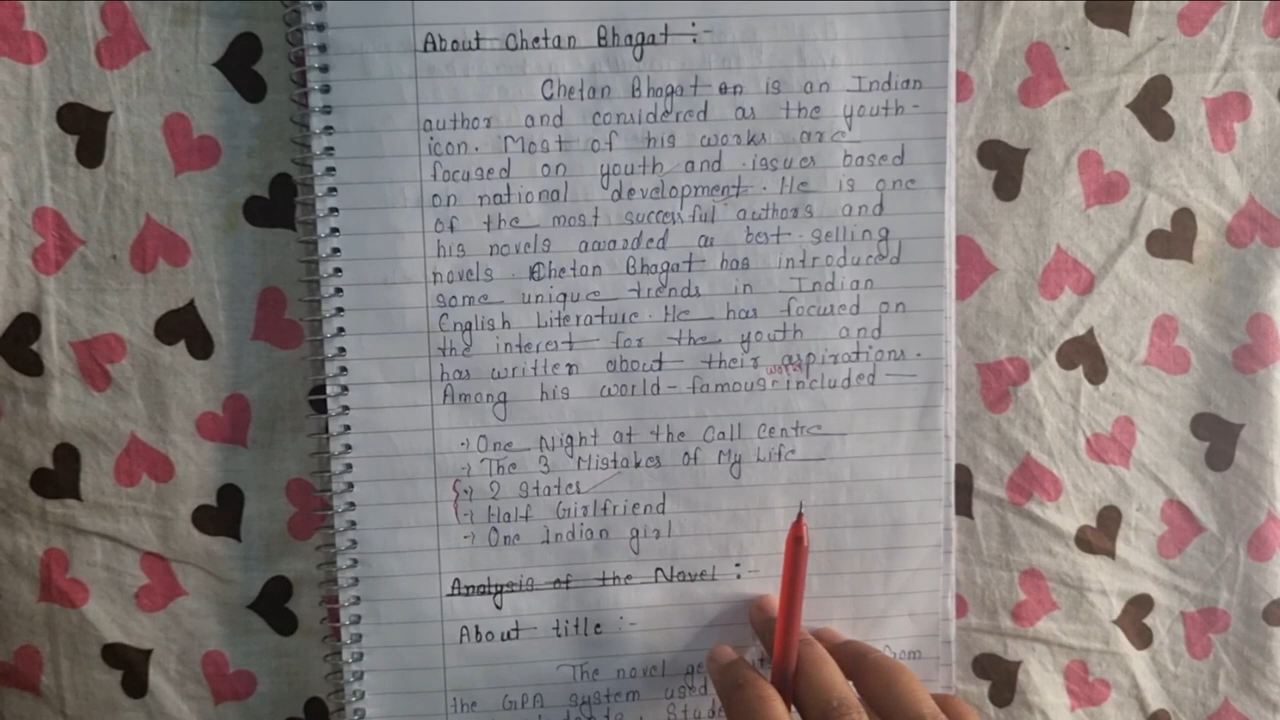 About Chetan Bhagat :-
Chetan Bhagat on is an Indian
author and considered as the youth-
icon. Most of his works are
focused on youth and issues based
on national development. He is one
of the most successful authors and
his novels awarded as best-selling
novels. Chetan Bhagat has introduced
some unique trends in Indian
English Literature. He has focused on
the interest for the youth and
has written about their aspirations.
work
Among his world-famous included —
→ One Night at the Call Centre
→ The 3 Mistakes of My Life
→ 2 States
→ Half Girlfriend
→ One Indian girl
Analysis of the Novel :-
About title :-
The novel
the GPA system used